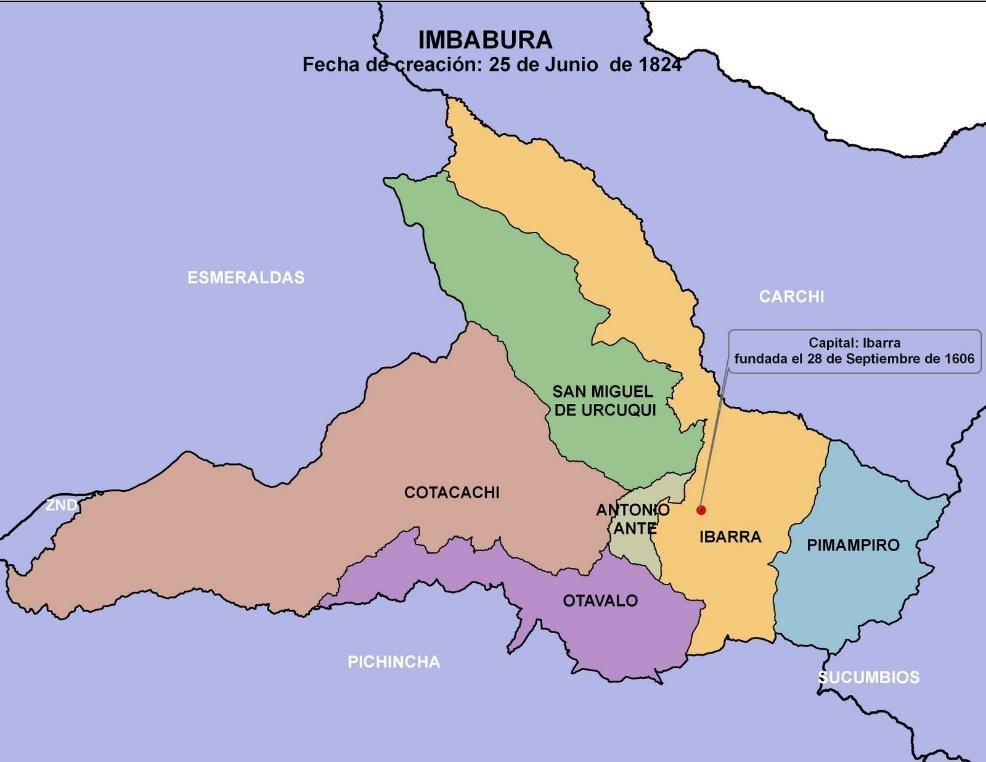 IMBABURA
Fecha de creación: 25 de Junio de 1824
ESMERALDAS
CARCHI
Capital: Ibarra
fundada el 28 de Septiembre de 1606
SAN MIGUEL
DE URCUQUI
COTACACHI
ZND
ANTONIO
ANTE
IBARRA
PIMAMPIRO
OTAVALO
PICHINCHA
SUCUMBIOS